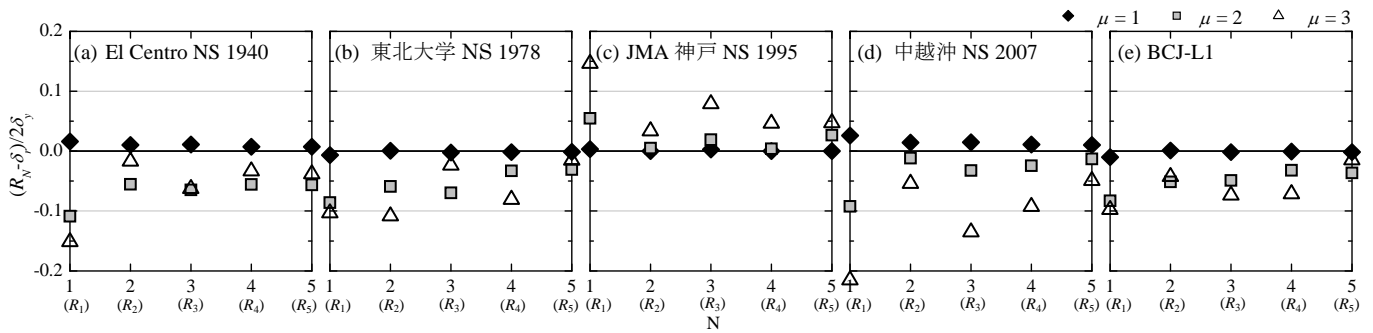 μ = 1 μ = 2 μ = 3
(a) El Centro NS 1940 (b) 東北大学 NS 1978 (c) JMA 神戸 NS 1995 (d) 中越沖 NS 2007 (e) BCJ-L1
0.2
0.1
0.0
-0.1
-0.2
(R_N-δ_r)/2δ_y
1 2 3 4 5 1 2 3 4 5 1 2 3 4 5 1 2 3 4 5 1 2 3 4 5
(R₁) (R₂) (R₃) (R₄) (R₅) (R₁) (R₂) (R₃) (R₄) (R₅) (R₁) (R₂) (R₃) (R₄) (R₅) (R₁) (R₂) (R₃) (R₄) (R₅) (R₁) (R₂) (R₃) (R₄) (R₅)
N